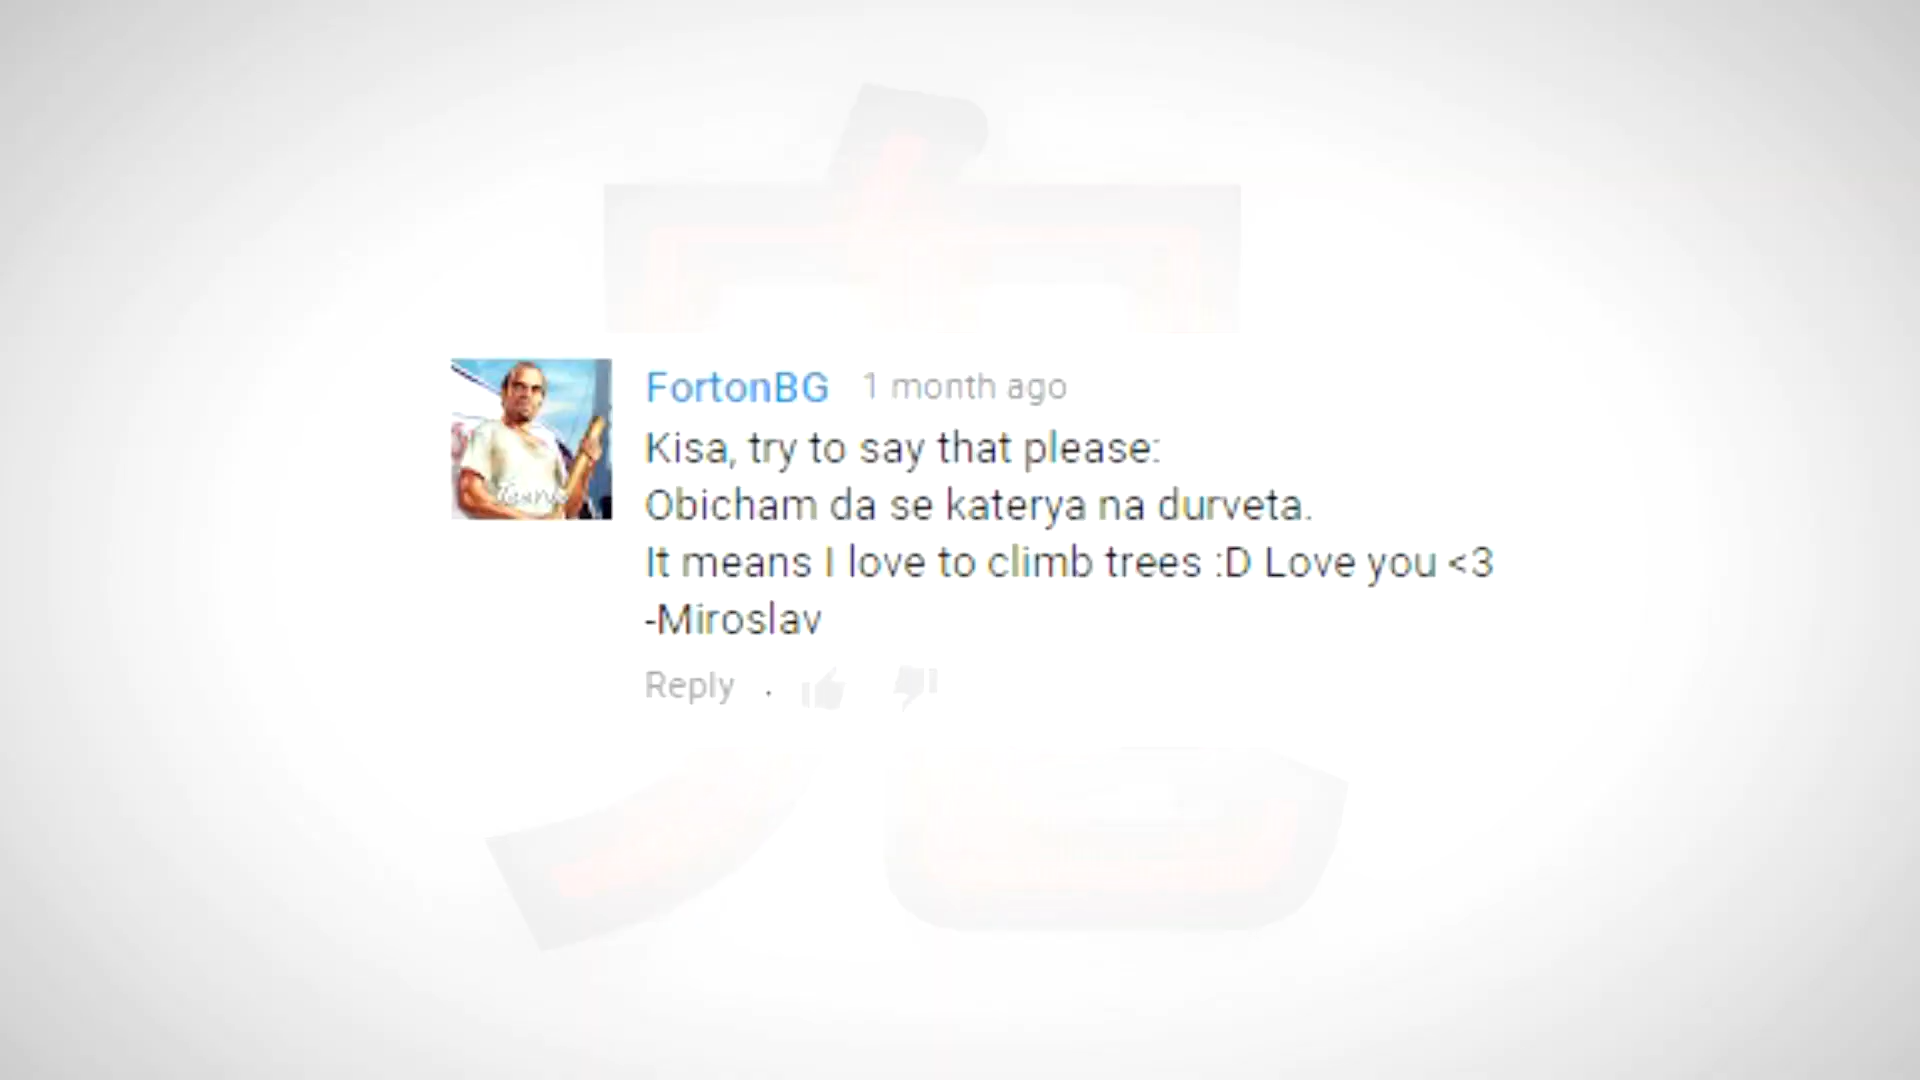 FortonBG 1 month ago
Kisa, try to say that please:
Obicham da se katerya na durveta.
It means I love to climb trees :D Love you <3
-Miroslav
Reply .